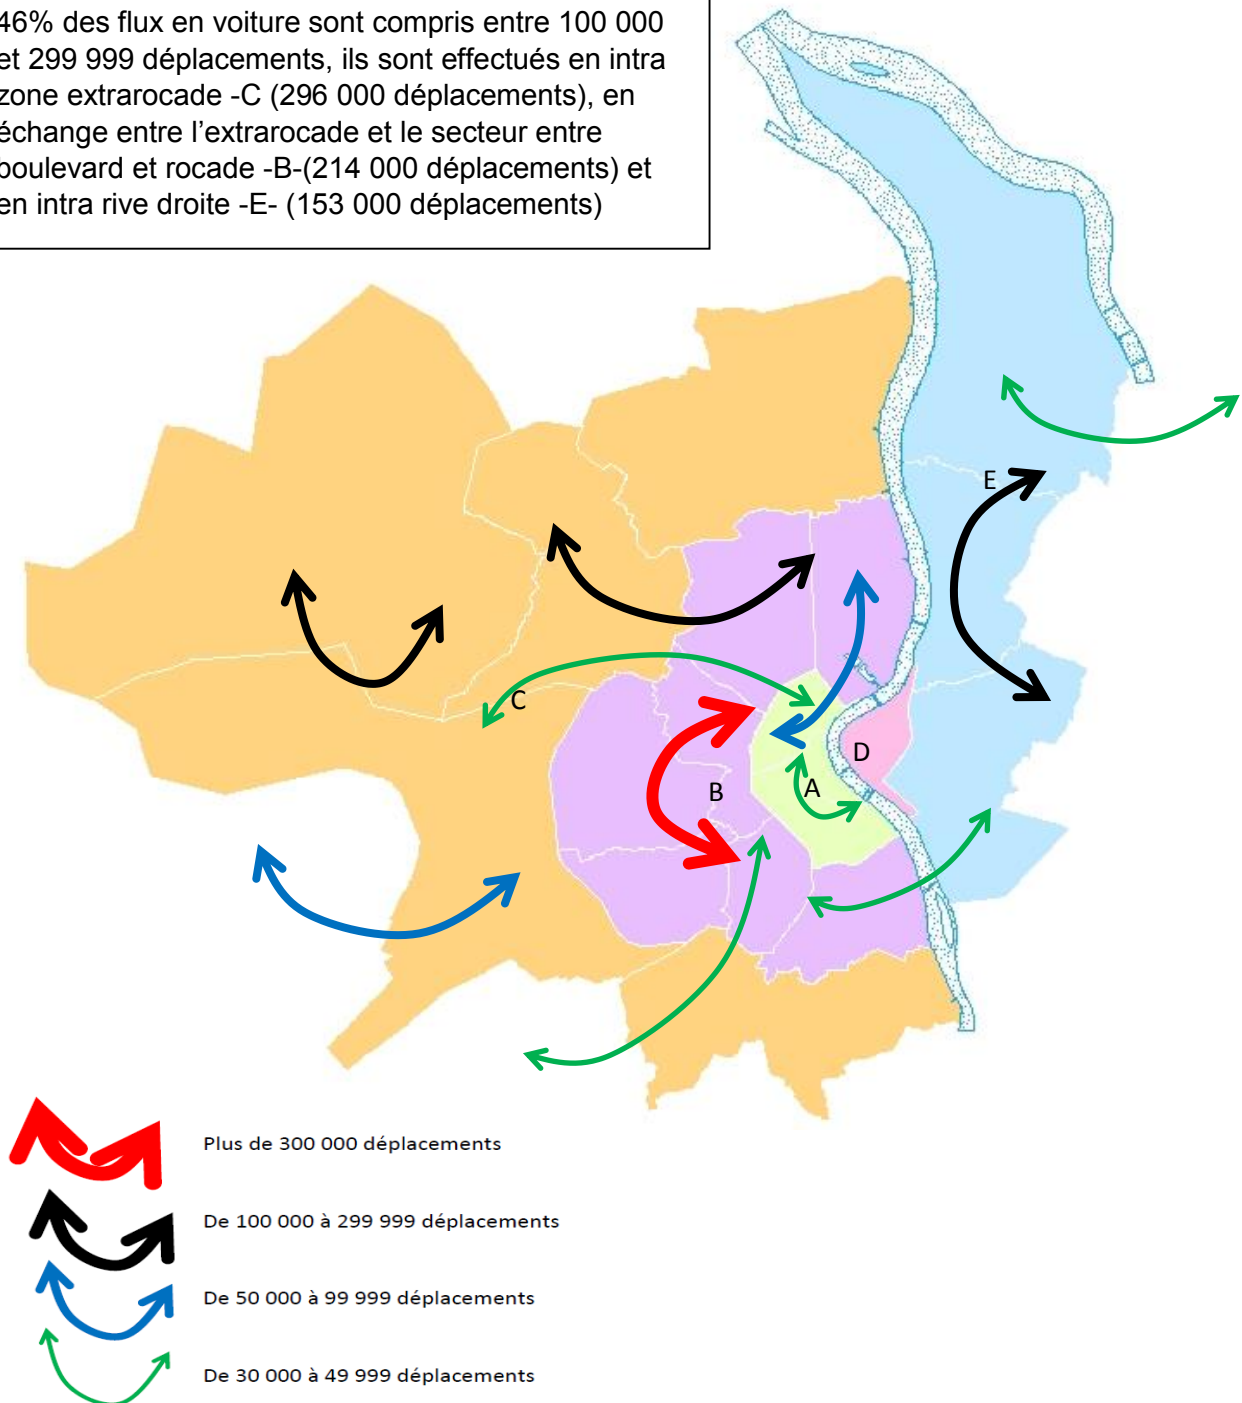 46% des flux en voiture sont compris entre 100 000
et 299 999 déplacements, ils sont effectués en intra
zone extrarocade -C (296 000 déplacements), en
échange entre l’extrarocade et le secteur entre
boulevard et rocade -B-(214 000 déplacements) et
en intra rive droite -E- (153 000 déplacements)
E
C
D
B
A
Plus de 300 000 déplacements
De 100 000 à 299 999 déplacements
De 50 000 à 99 999 déplacements
De 30 000 à 49 999 déplacements